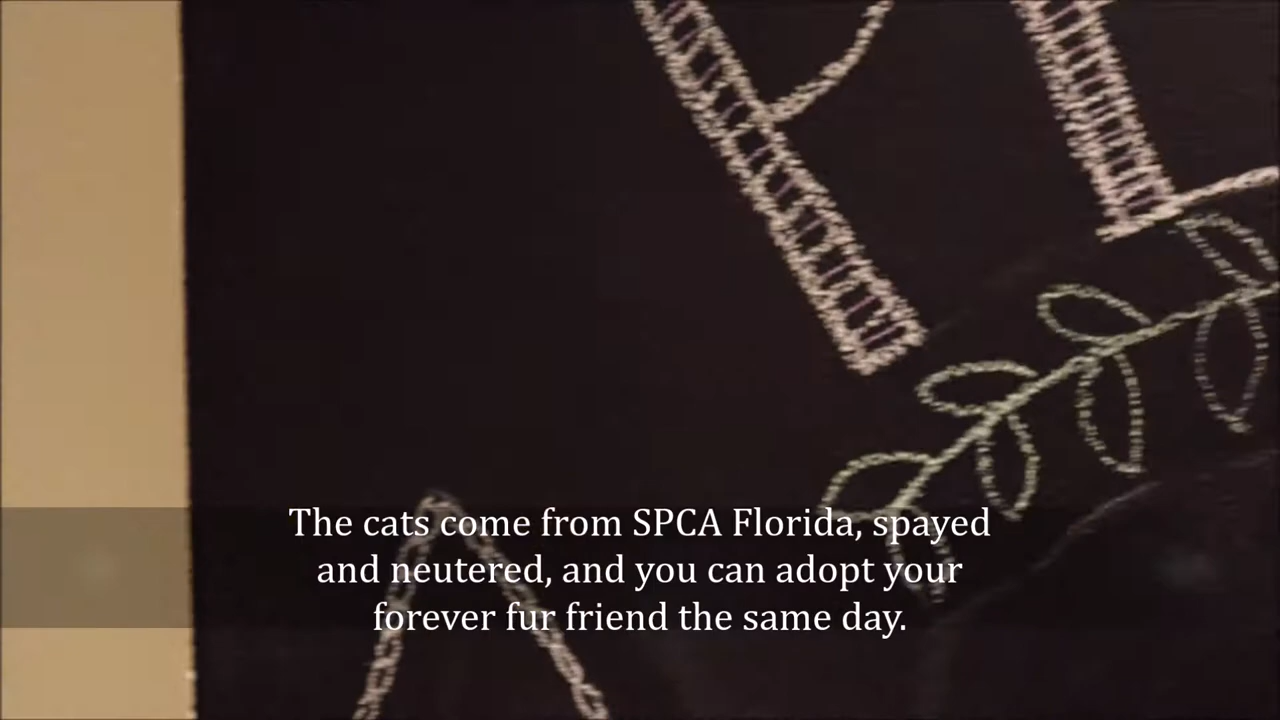 The cats come from SPCA Florida, spayed
and neutered, and you can adopt your
forever fur friend the same day.